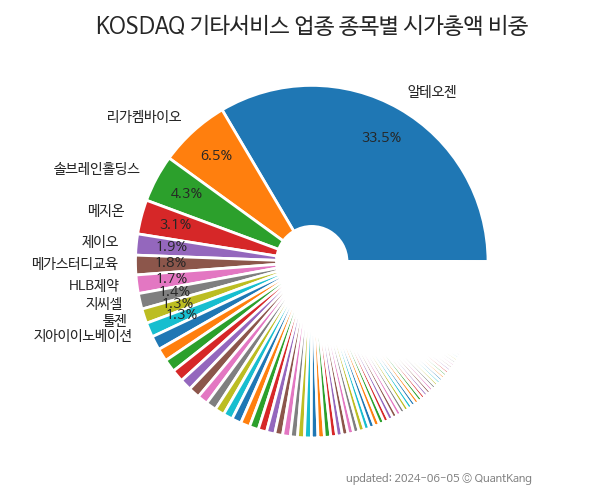 KOSDAQ 기타서비스 업종 종목별 시가총액 비중
알테오젠
33.5%
리가켐바이오
6.5%
솔브레인홀딩스
4.3%
메지온
3.1%
제이오
1.9%
메가스터디교육
1.8%
HLB제약
1.7%
지씨셀
1.4%
툴젠
1.3%
지아이이노베이션
1.3%
updated: 2024-06-05 © QuantKang